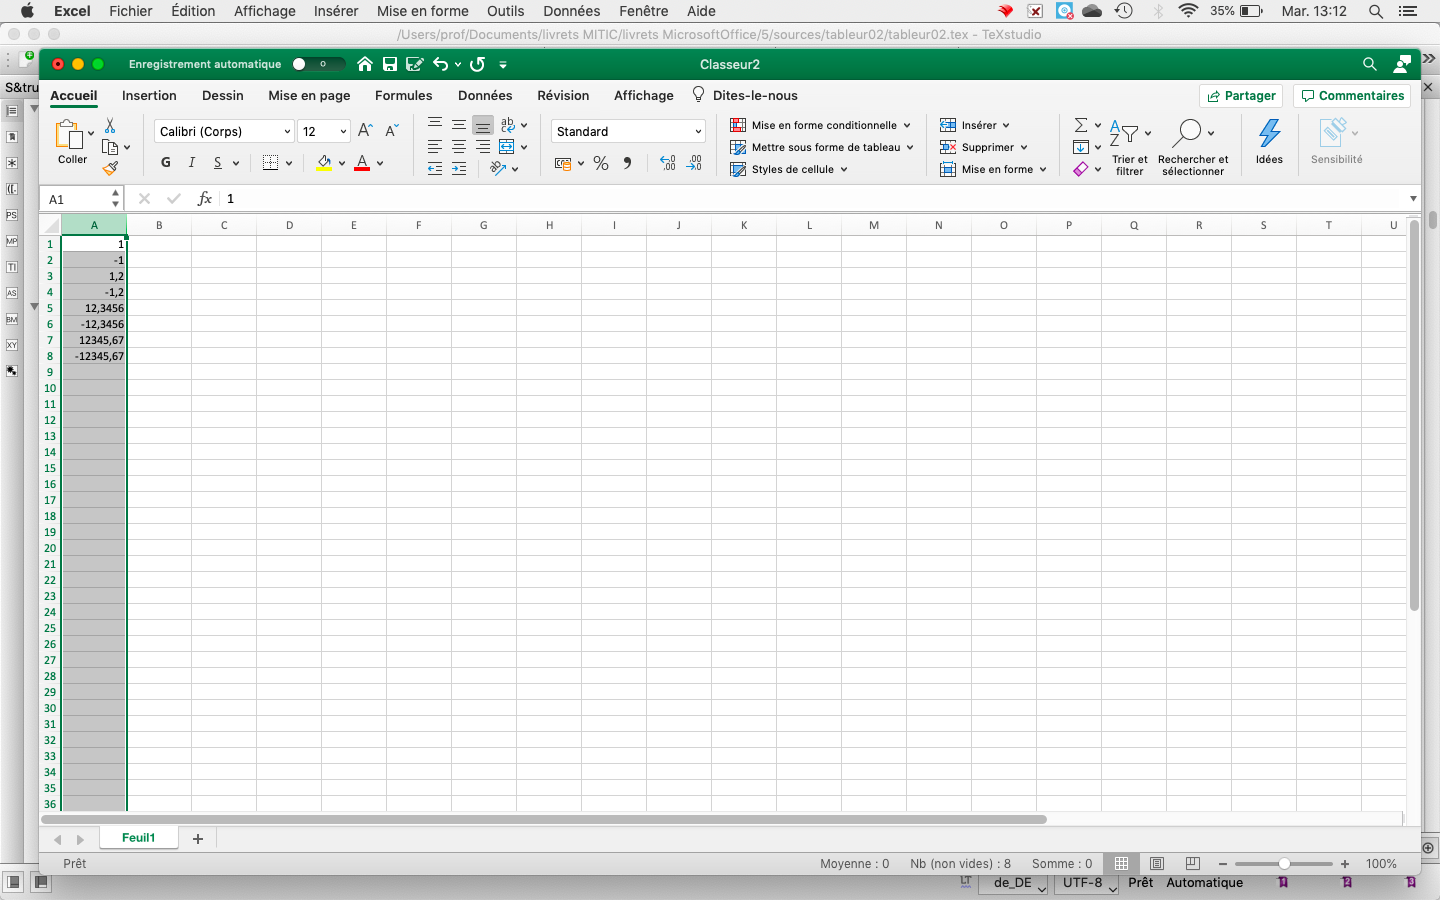 Excel Fichier Édition Affichage Insérer Mise en forme Outils Données Fenêtre Aide 35% Mar. 13:12
/Users/prof/Documents/livrets MITIC/livrets MicrosoftOffice/5/sources/tableur02/tableur02.tex - TeXstudio
Enregistrement automatique Classeur2
S&tru
Accueil Insertion Dessin Mise en page Formules Données Révision Affichage Dites-le-nous Partager Commentaires
Coller
Calibri (Corps) 12
G I S
Standard
Mise en forme conditionnelle
Mettre sous forme de tableau
Styles de cellule
Insérer
Supprimer
Mise en forme
Trier et filtrer
Rechercher et sélectionner
Idées
Sensibilité
A1 fx 1
A B C D E F G H I J K L M N O P Q R S T U
1 1
2 -1
3 1,2
4 -1,2
5 12,3456
6 -12,3456
7 12345,67
8 -12345,67
9
10
11
12
13
14
15
16
17
18
19
20
21
22
23
24
25
26
27
28
29
30
31
32
33
34
35
36
PS
MP
TI
AS
BM
XY
Feuil1
Prêt Moyenne : 0 Nb (non vides) : 8 Somme : 0 100%
LT de_DE UTF-8 Prêt Automatique